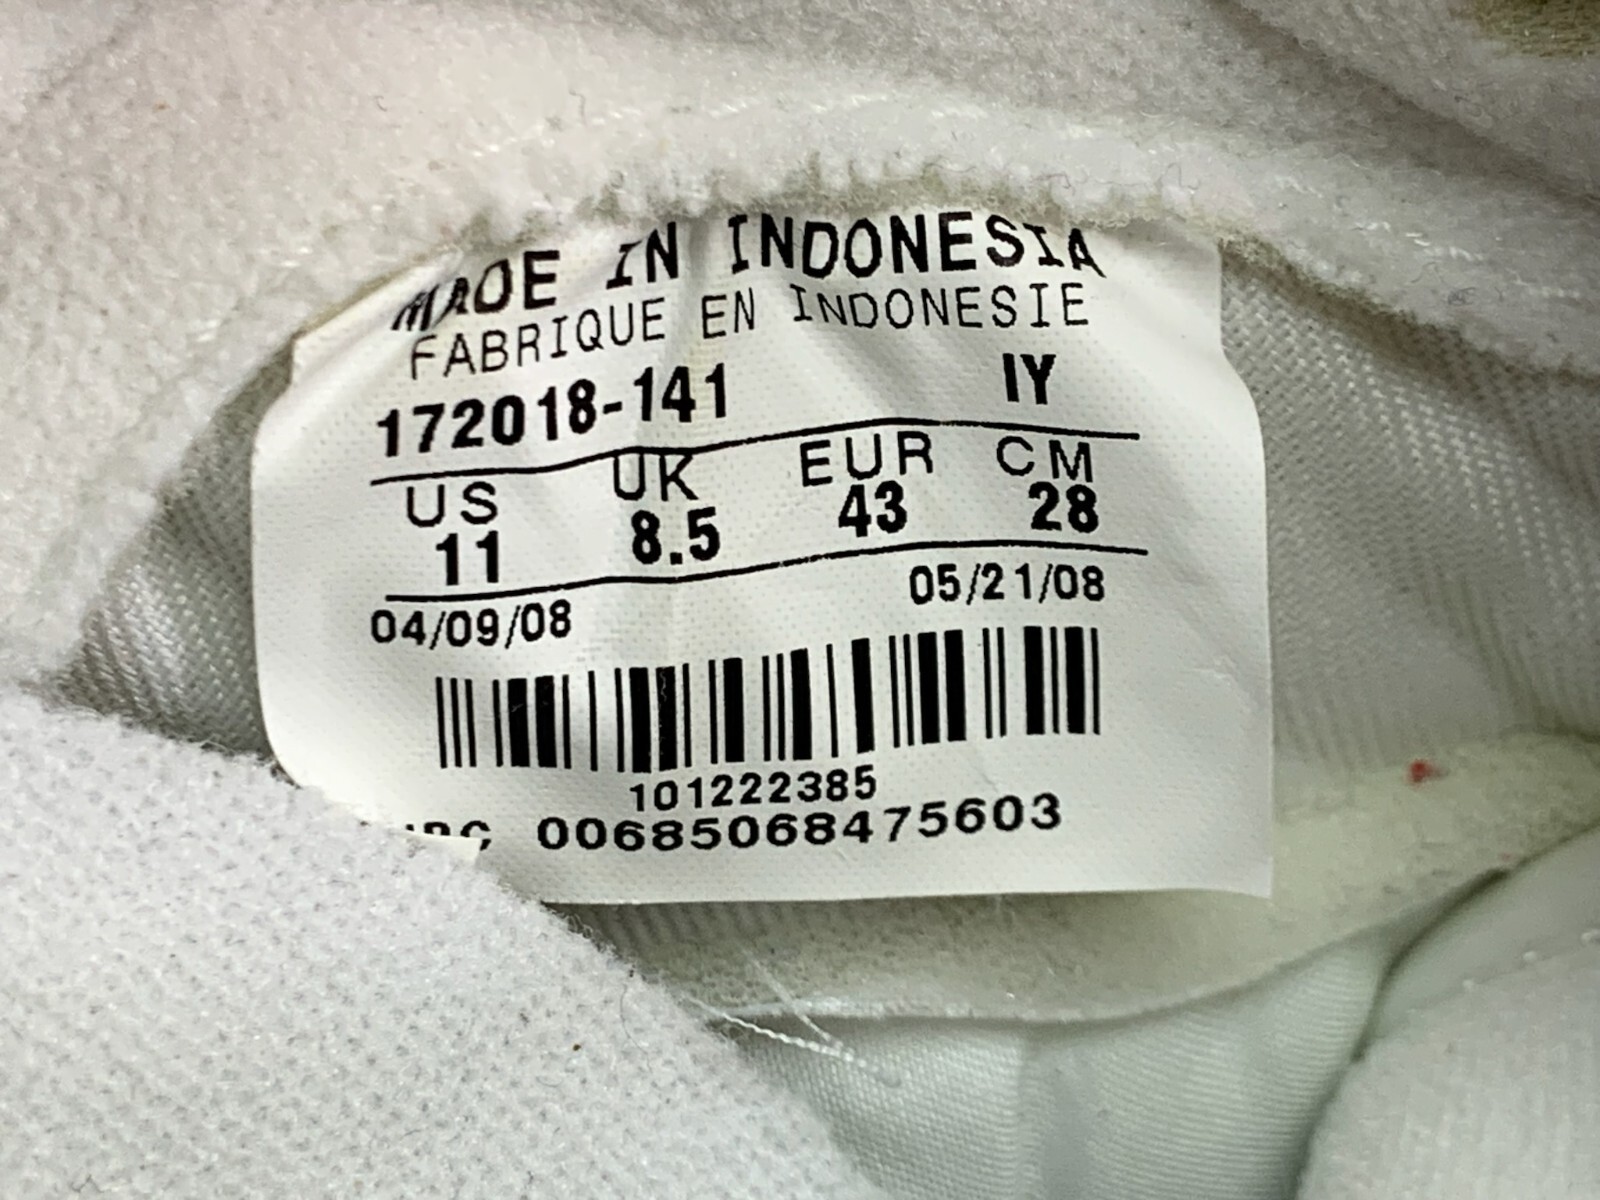 MADE IN INDONESIA
FABRIQUE EN INDONESIE
172018-141 IY
US UK EUR CM
11 8.5 43 28
04/09/08 05/21/08
101222385
00685068475603